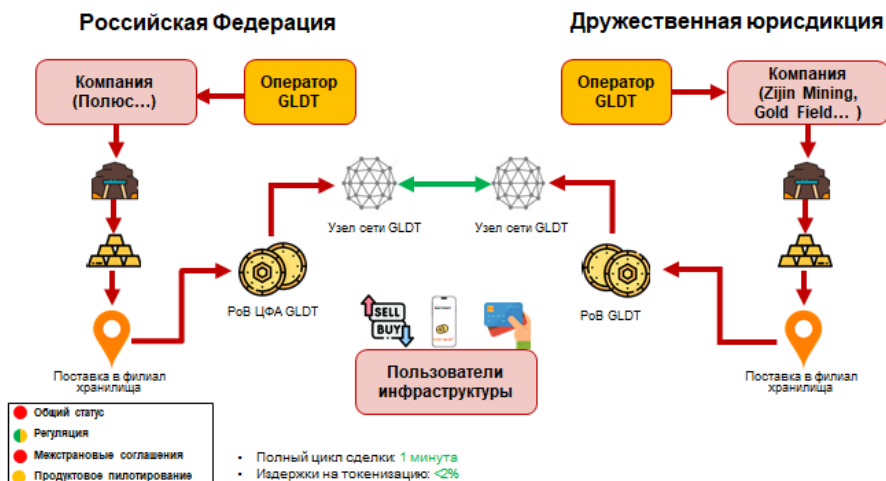 Российская Федерация
Дружественная юрисдикция
Компания
(Полюс...)
Оператор
GLDT
Оператор
GLDT
Компания
(Zijin Mining,
Gold Field... )
Узел сети GLDT
Узел сети GLDT
PoB ЦФА GLDT
SELL
BUY
PoB GLDT
Поставка в филиал
хранилища
Пользователи
инфраструктуры
Поставка в филиал
хранилища
Общий статус
Регуляция
Межстрановые соглашения
Продуктовое пилотирование
• Полный цикл сделки: 1 минута
• Издержки на токенизацию: <2%